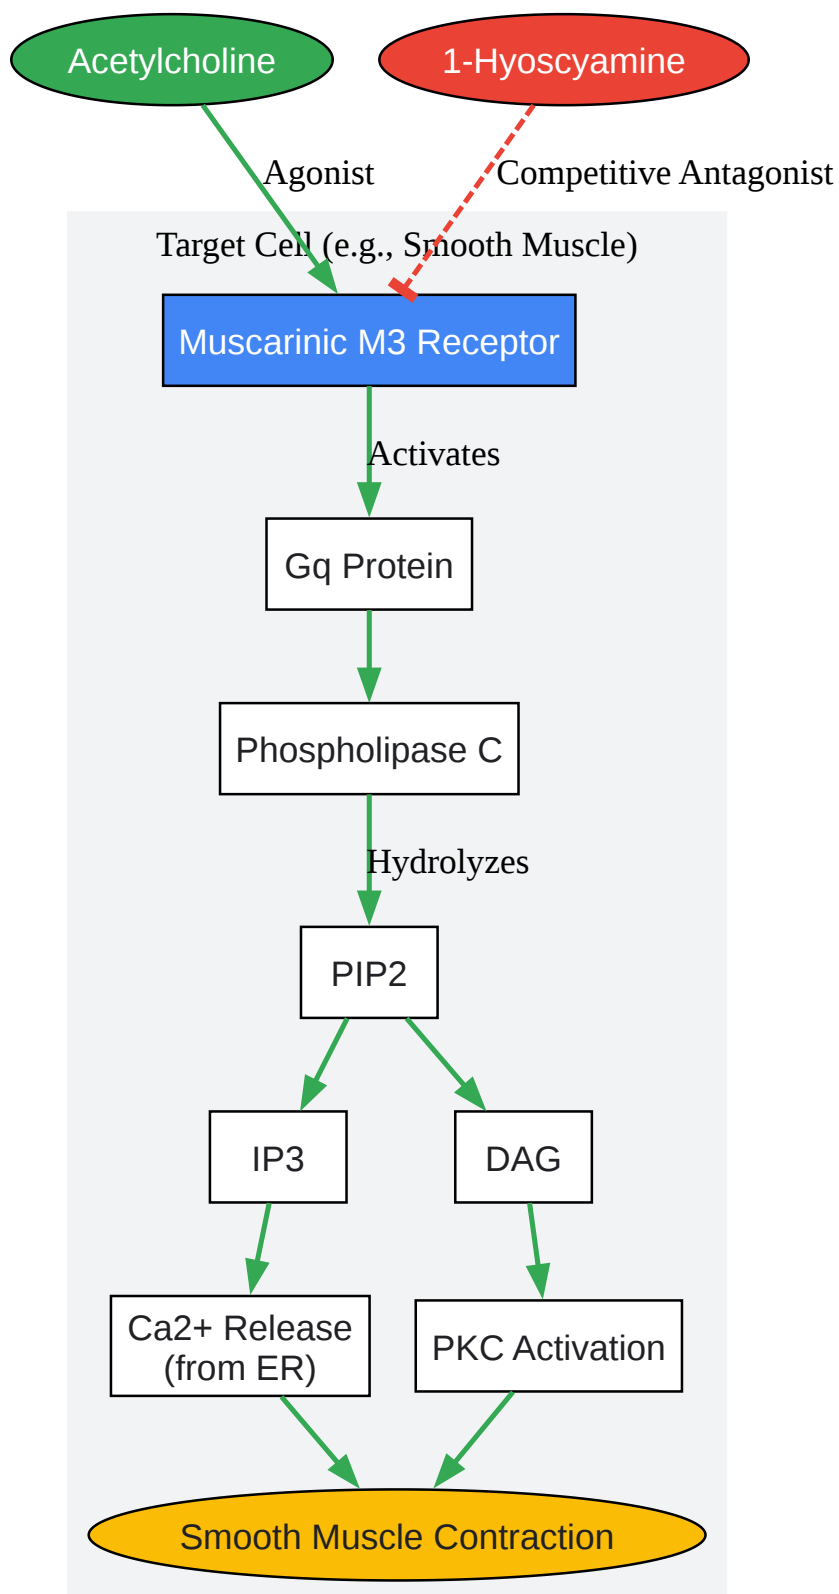 Acetylcholine
1-Hyoscyamine
Agonist
Competitive Antagonist
Target Cell (e.g., Smooth Muscle)
Muscarinic M3 Receptor
Activates
Gq Protein
Phospholipase C
Hydrolyzes
PIP2
IP3
DAG
Ca2+ Release
(from ER)
PKC Activation
Smooth Muscle Contraction